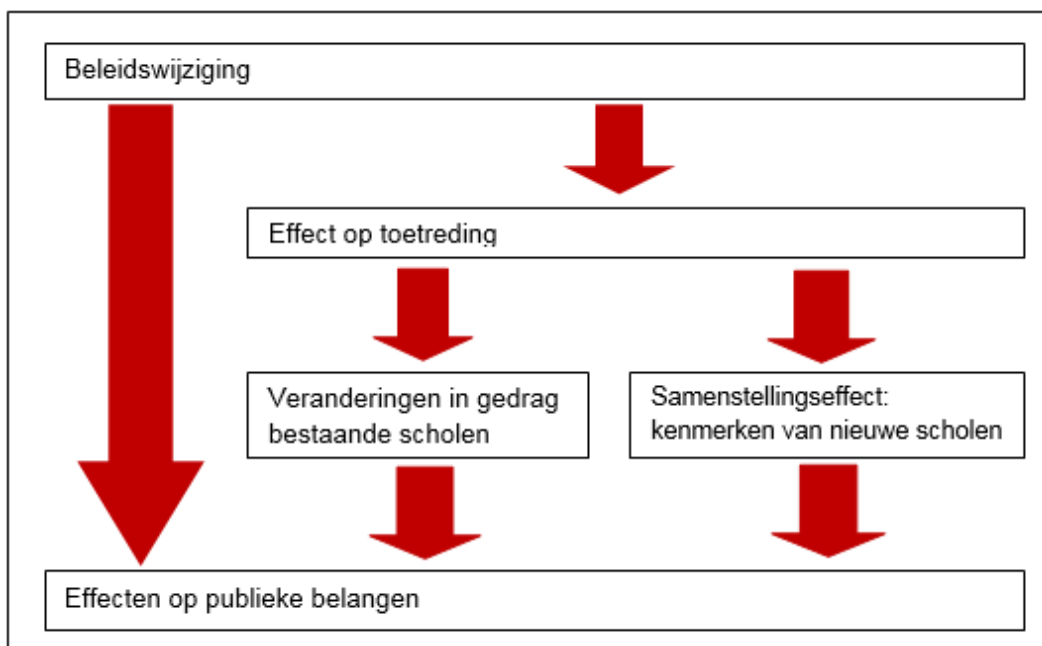 Beleidswijziging
Effect op toetreding
Veranderingen in gedrag
bestaande scholen
Samenstellingseffect:
kenmerken van nieuwe scholen
Effecten op publieke belangen